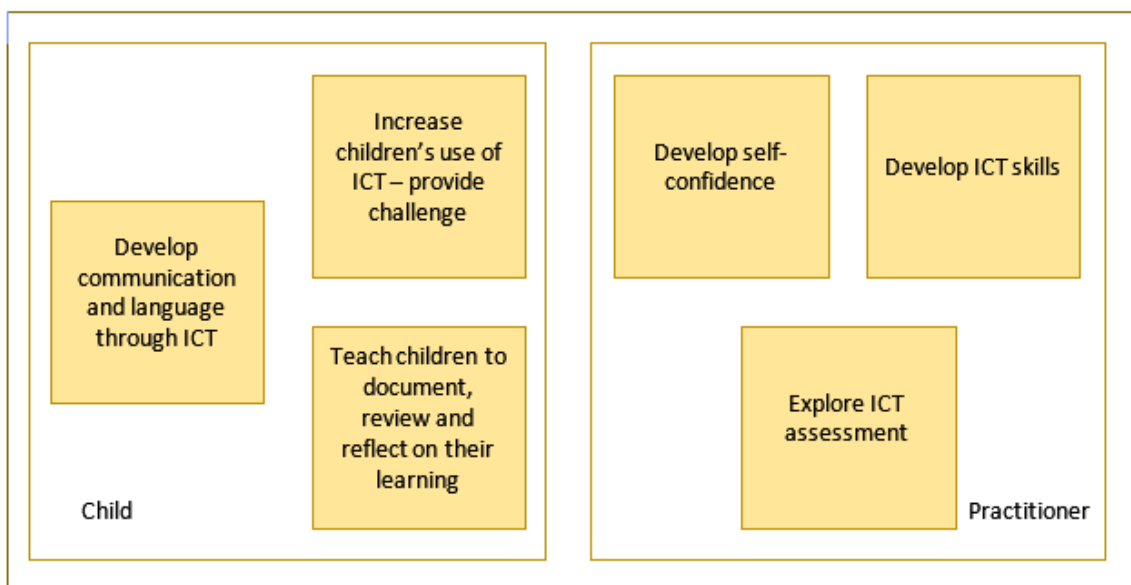 Increase
children’s use of
ICT – provide
challenge
Develop
communication
and language
through ICT
Teach children to
document,
review and
reflect on their
learning
Child
Develop self-
confidence
Develop ICT skills
Explore ICT
assessment
Practitioner